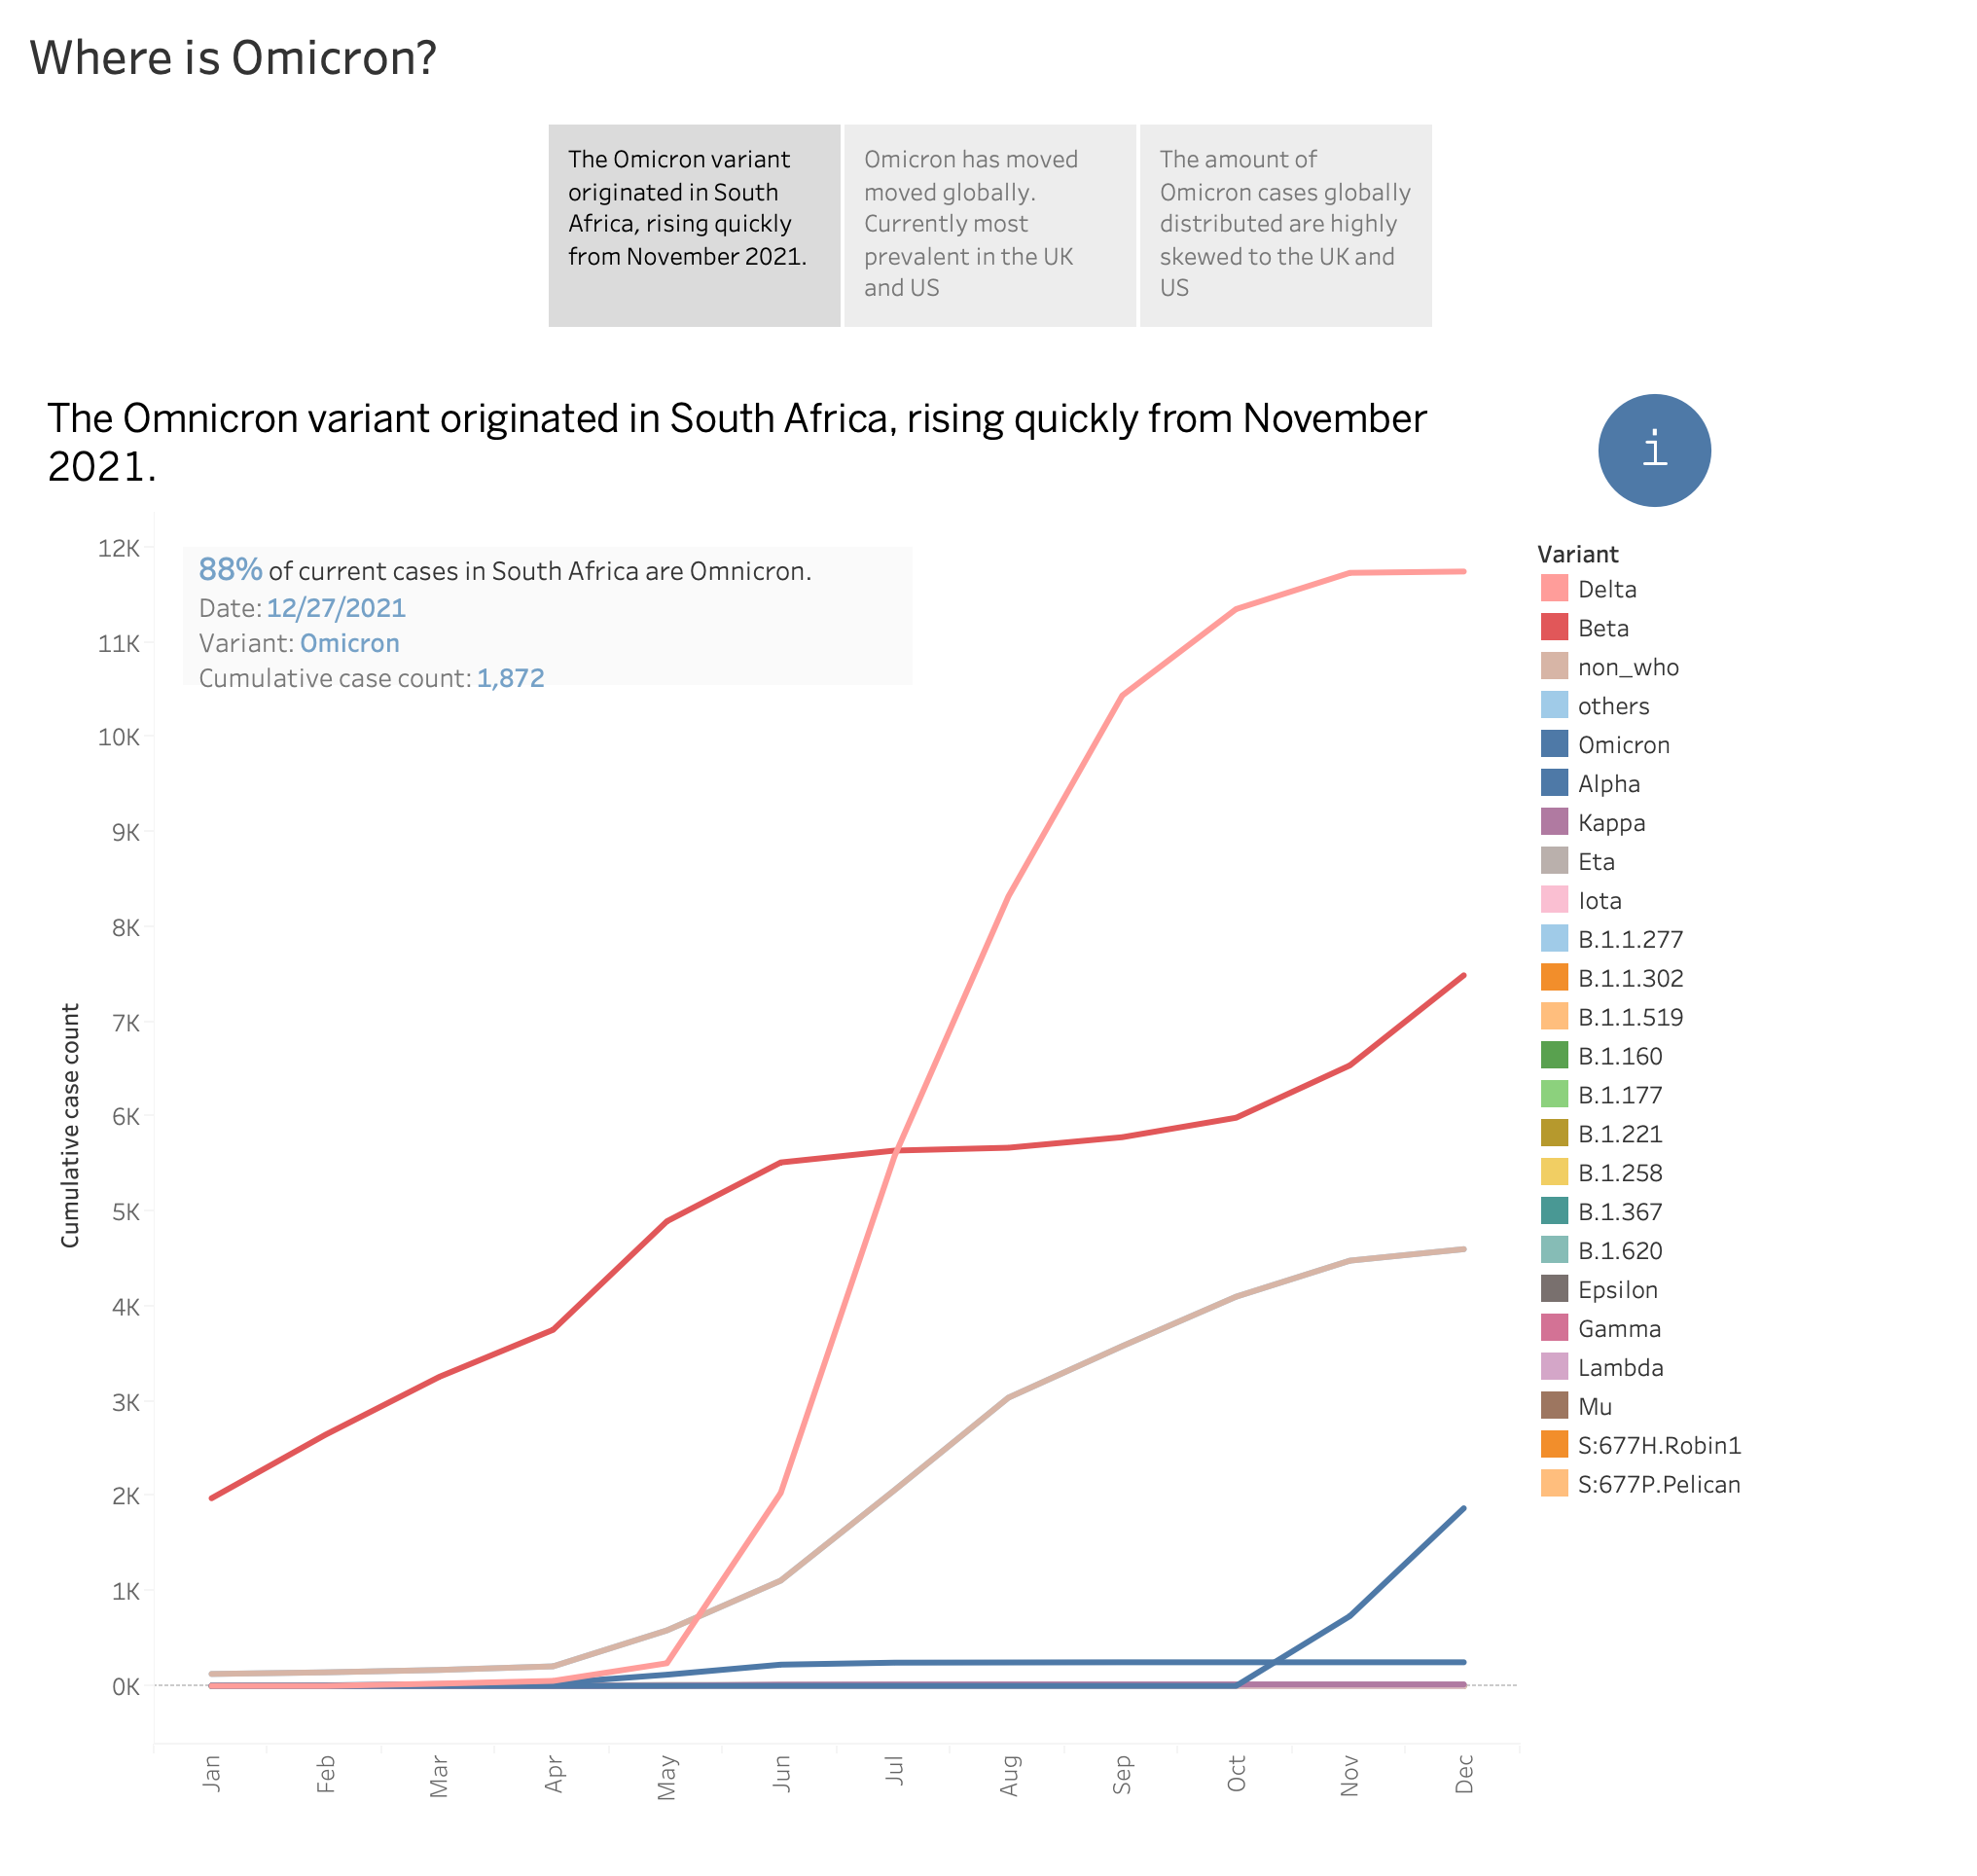 Where is Omicron?
The Omicron variant
originated in South
Africa, rising quickly
from November 2021.
Omicron has moved
moved globally.
Currently most
prevalent in the UK
and US
The amount of
Omicron cases globally
distributed are highly
skewed to the UK and
US
The Omnicron variant originated in South Africa, rising quickly from November
2021.
i
88% of current cases in South Africa are Omnicron.
Date: 12/27/2021
Variant: Omicron
Cumulative case count: 1,872
Cumulative case count
12K
11K
10K
9K
8K
7K
6K
5K
4K
3K
2K
1K
0K
Jan
Feb
Mar
Apr
May
Jun
Jul
Aug
Sep
Oct
Nov
Dec
Variant
Delta
Beta
non_who
others
Omicron
Alpha
Kappa
Eta
Iota
B.1.1.277
B.1.1.302
B.1.1.519
B.1.160
B.1.177
B.1.221
B.1.258
B.1.367
B.1.620
Epsilon
Gamma
Lambda
Mu
S:677H.Robin1
S:677P.Pelican